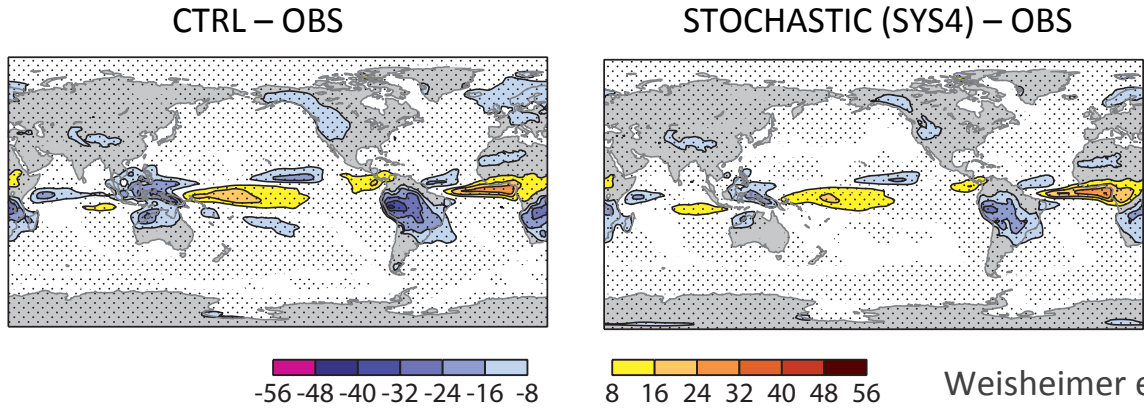 CTRL – OBS
STOCHASTIC (SYS4) – OBS
-56 -48 -40 -32 -24 -16 -8
8 16 24 32 40 48 56
Weisheimer e